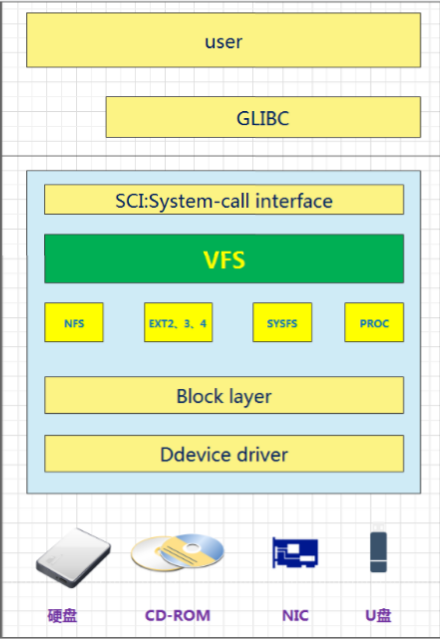 user
GLIBC
SCI:System-call interface
VFS
NFS
EXT2、3、4
SYSFS
PROC
Block layer
Ddevice driver
硬盘
CD-ROM
NIC
U盘